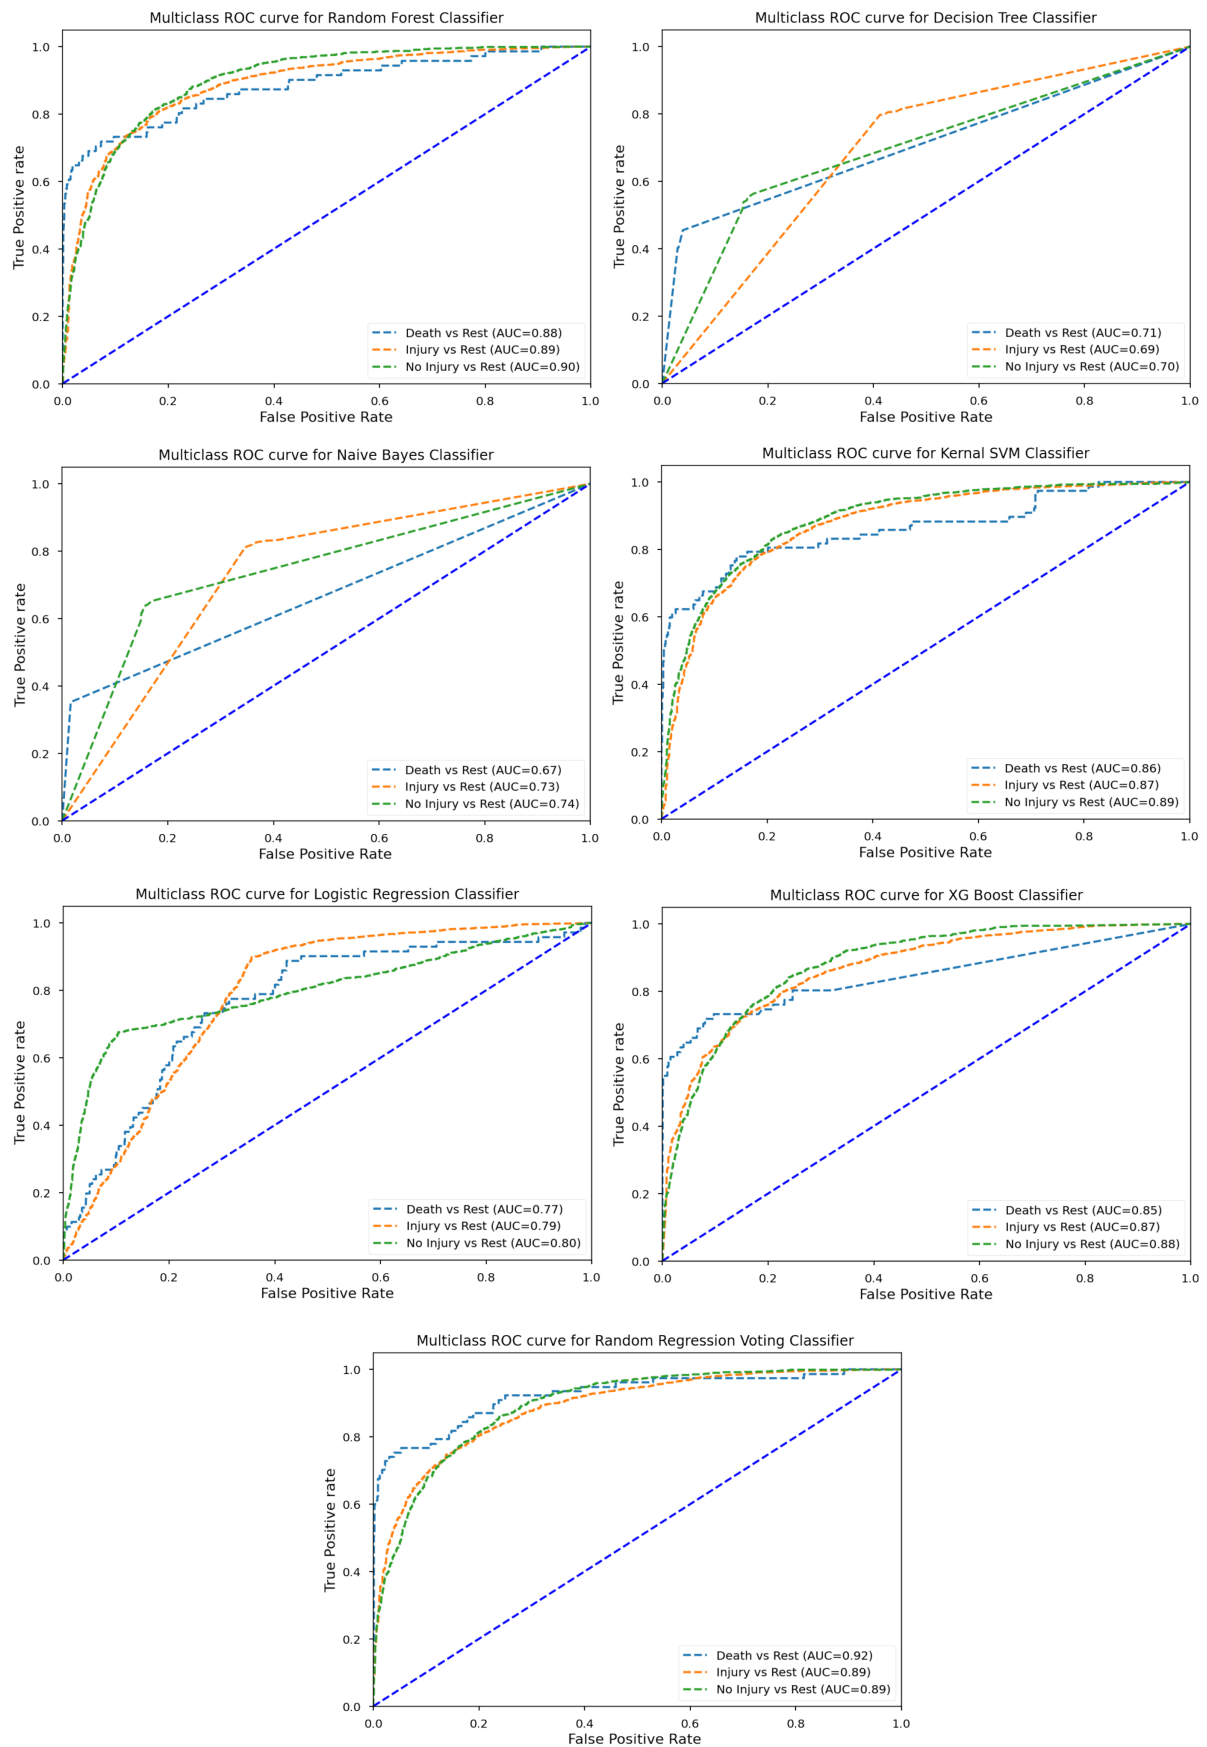 Multiclass ROC curve for Random Forest Classifier
True Positive rate
1.0
0.8
0.6
0.4
0.2
0.0
Death vs Rest (AUC=0.88)
Injury vs Rest (AUC=0.89)
No Injury vs Rest (AUC=0.90)
0.0 0.2 0.4 0.6 0.8 1.0
False Positive Rate
Multiclass ROC curve for Decision Tree Classifier
True Positive rate
1.0
0.8
0.6
0.4
0.2
0.0
Death vs Rest (AUC=0.71)
Injury vs Rest (AUC=0.69)
No Injury vs Rest (AUC=0.70)
0.0 0.2 0.4 0.6 0.8 1.0
False Positive Rate
Multiclass ROC curve for Naive Bayes Classifier
True Positive rate
1.0
0.8
0.6
0.4
0.2
0.0
Death vs Rest (AUC=0.67)
Injury vs Rest (AUC=0.73)
No Injury vs Rest (AUC=0.74)
0.0 0.2 0.4 0.6 0.8 1.0
False Positive Rate
Multiclass ROC curve for Kernal SVM Classifier
True Positive rate
1.0
0.8
0.6
0.4
0.2
0.0
Death vs Rest (AUC=0.86)
Injury vs Rest (AUC=0.87)
No Injury vs Rest (AUC=0.89)
0.0 0.2 0.4 0.6 0.8 1.0
False Positive Rate
Multiclass ROC curve for Logistic Regression Classifier
True Positive rate
1.0
0.8
0.6
0.4
0.2
0.0
Death vs Rest (AUC=0.77)
Injury vs Rest (AUC=0.79)
No Injury vs Rest (AUC=0.80)
0.0 0.2 0.4 0.6 0.8 1.0
False Positive Rate
Multiclass ROC curve for XG Boost Classifier
True Positive rate
1.0
0.8
0.6
0.4
0.2
0.0
Death vs Rest (AUC=0.85)
Injury vs Rest (AUC=0.87)
No Injury vs Rest (AUC=0.88)
0.0 0.2 0.4 0.6 0.8 1.0
False Positive Rate
Multiclass ROC curve for Random Regression Voting Classifier
True Positive rate
1.0
0.8
0.6
0.4
0.2
0.0
Death vs Rest (AUC=0.92)
Injury vs Rest (AUC=0.89)
No Injury vs Rest (AUC=0.89)
0.0 0.2 0.4 0.6 0.8 1.0
False Positive Rate